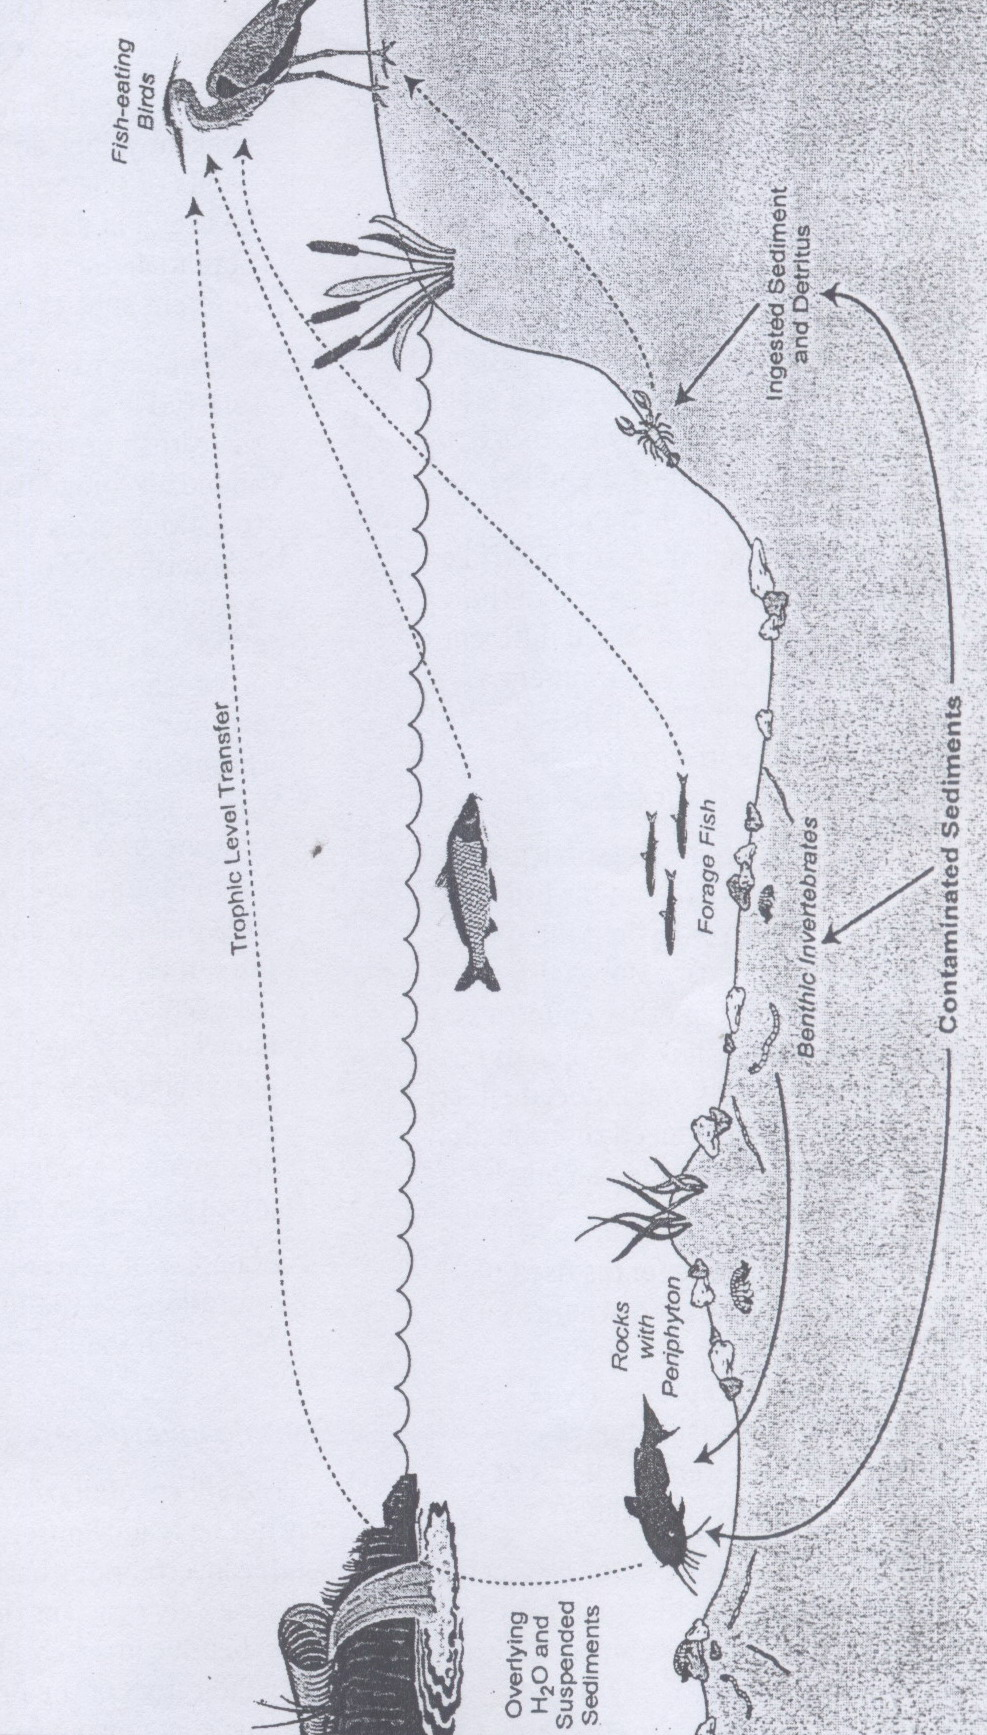 Fish-eating
Birds
Trophic Level Transfer
Overlying
H₂O and
Suspended
Sediments
Rocks
with
Periphyton
Forage Fish
Benthic Invertebrates
Ingested Sediment
and Detritus
Contaminated Sediments